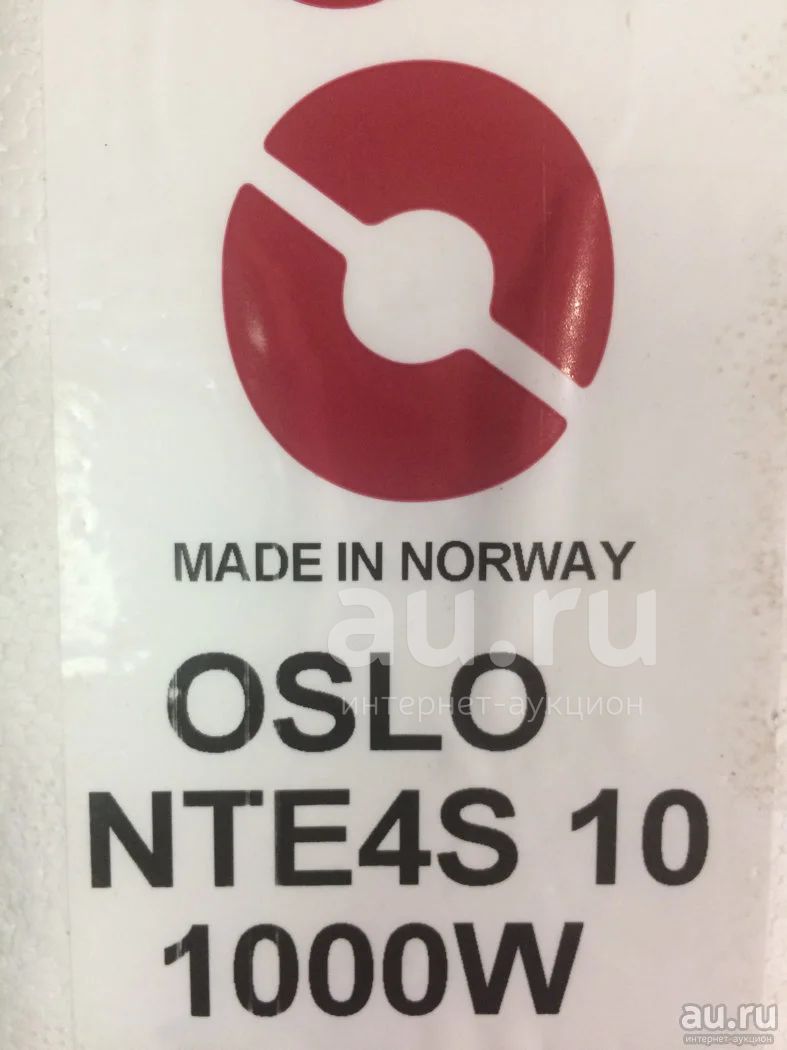 MADE IN NORWAY
au.ru
OSLO
интернет-аукцион
NTE4S 10
1000W
au.ru
интернет-аукцион